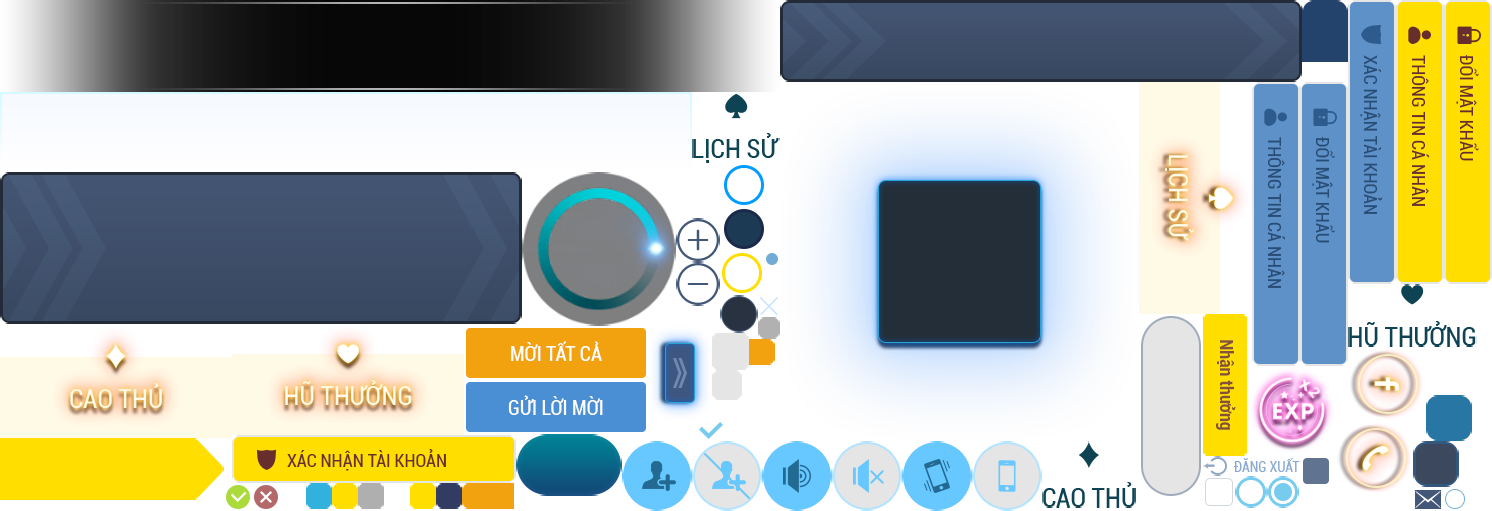 LỊCH SỬ
ĐỔI MẬT KHẨU
THÔNG TIN CÁ NHÂN
XÁC NHẬN TÀI KHOẢN
ĐỔI MẬT KHẨU
THÔNG TIN CÁ NHÂN
LỊCH SỬ
HŨ THƯỞNG
MỜI TẤT CẢ
CAO THỦ
HŨ THƯỞNG
GỬI LỜI MỜI
Nhận thưởng
X2
EXP
XÁC NHẬN TÀI KHOẢN
ĐĂNG XUẤT
CAO THỦ